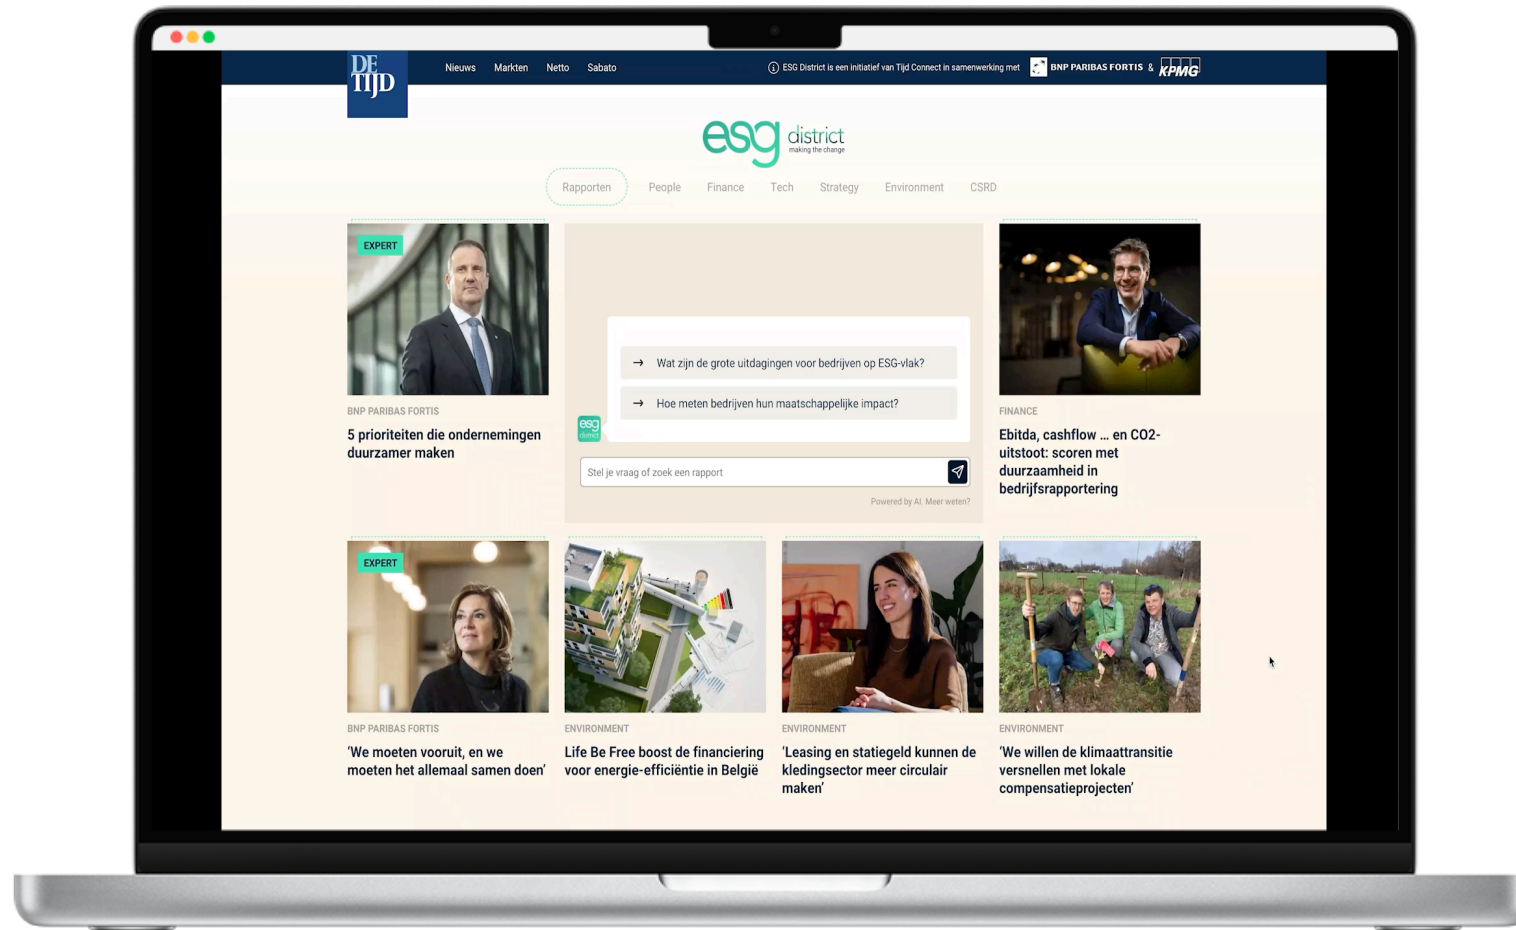 DE
TIJD
Nieuws Markten Netto Sabato
ESG District is een initiatief van Tijd Connect in samenwerking met BNP PARIBAS FORTIS & KPMG
esg district
making the change
Rapporten People Finance Tech Strategy Environment CSRD
EXPERT
BNP PARIBAS FORTIS
5 prioriteiten die ondernemingen
duurzamer maken
→ Wat zijn de grote uitdagingen voor bedrijven op ESG-vlak?
→ Hoe meten bedrijven hun maatschappelijke impact?
esg
district
Stel je vraag of zoek een rapport
Powered by AI. Meer weten?
FINANCE
Ebitda, cashflow ... en CO2-
uitstoot: scoren met
duurzaamheid in
bedrijfsrapportering
EXPERT
BNP PARIBAS FORTIS
‘We moeten vooruit, en we
moeten het allemaal samen doen’
ENVIRONMENT
Life Be Free boost de financiering
voor energie-efficiëntie in België
ENVIRONMENT
‘Leasing en statiegeld kunnen de
kledingsector meer circulair
maken’
ENVIRONMENT
‘We willen de klimaattransitie
versnellen met lokale
compensatieprojecten’